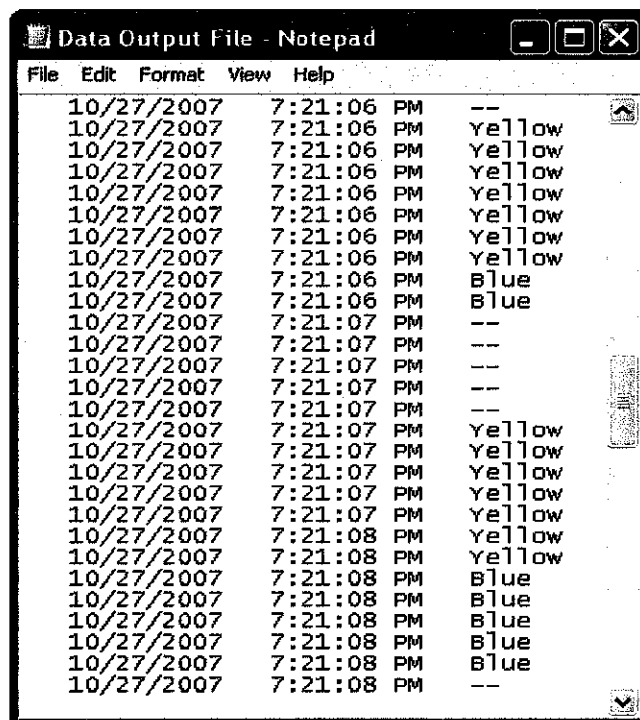 Data Output File - Notepad
File Edit Format View Help
10/27/2007 7:21:06 PM --
10/27/2007 7:21:06 PM Yellow
10/27/2007 7:21:06 PM Yellow
10/27/2007 7:21:06 PM Yellow
10/27/2007 7:21:06 PM Yellow
10/27/2007 7:21:06 PM Yellow
10/27/2007 7:21:06 PM Yellow
10/27/2007 7:21:06 PM Yellow
10/27/2007 7:21:06 PM Blue
10/27/2007 7:21:06 PM Blue
10/27/2007 7:21:07 PM --
10/27/2007 7:21:07 PM --
10/27/2007 7:21:07 PM --
10/27/2007 7:21:07 PM --
10/27/2007 7:21:07 PM --
10/27/2007 7:21:07 PM Yellow
10/27/2007 7:21:07 PM Yellow
10/27/2007 7:21:07 PM Yellow
10/27/2007 7:21:07 PM Yellow
10/27/2007 7:21:07 PM Yellow
10/27/2007 7:21:08 PM Yellow
10/27/2007 7:21:08 PM Yellow
10/27/2007 7:21:08 PM Blue
10/27/2007 7:21:08 PM Blue
10/27/2007 7:21:08 PM Blue
10/27/2007 7:21:08 PM Blue
10/27/2007 7:21:08 PM Blue
10/27/2007 7:21:08 PM --